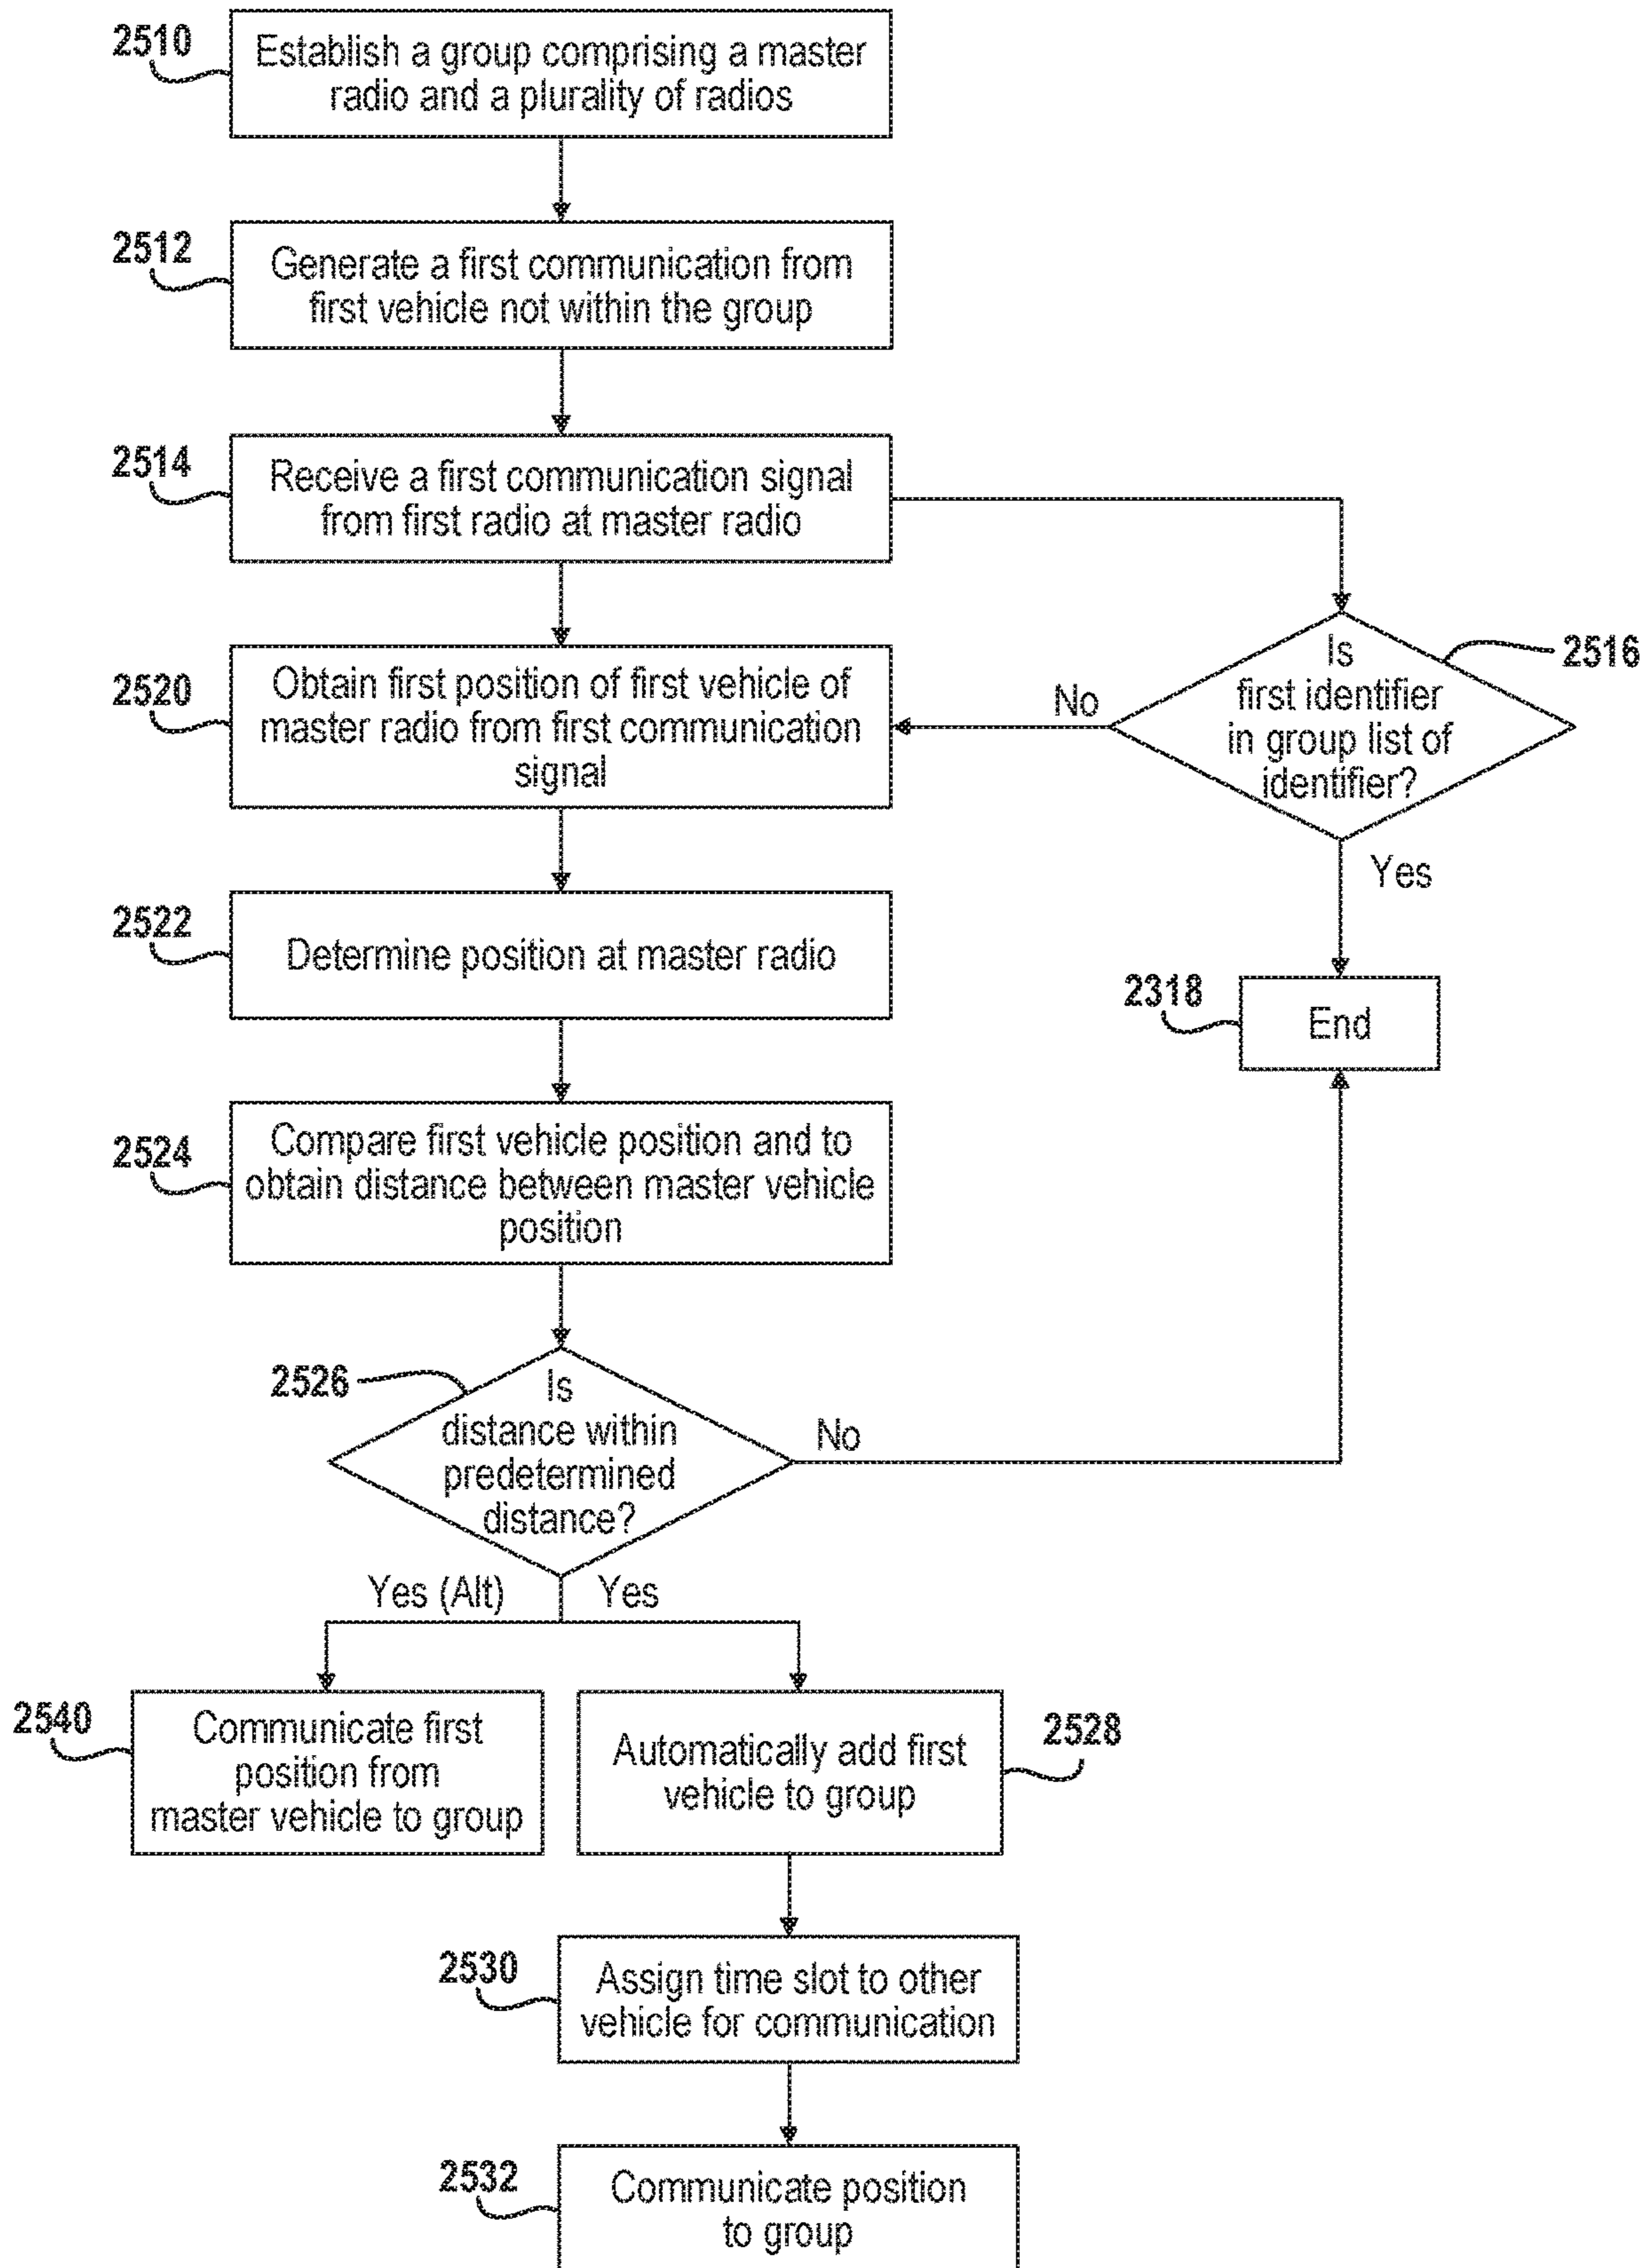 2510
Establish a group comprising a master
radio and a plurality of radios
2512
Generate a first communication from
first vehicle not within the group
2514
Receive a first communication signal
from first radio at master radio
2516
Is
first identifier
in group list of
identifier?
No
Yes
2520
Obtain first position of first vehicle of
master radio from first communication
signal
2522
Determine position at master radio
2318
End
2524
Compare first vehicle position and to
obtain distance between master vehicle
position
2526
Is
distance within
predetermined
distance?
No
Yes (Alt)
Yes
2540
Communicate first
position from
master vehicle to group
2528
Automatically add first
vehicle to group
2530
Assign time slot to other
vehicle for communication
2532
Communicate position
to group